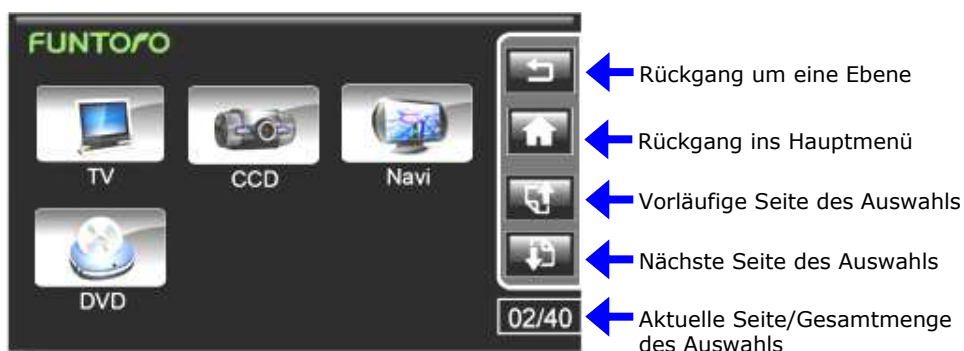 FUNTORO
TV
CCD
Navi
DVD
02/40
Rückgang um eine Ebene
Rückgang ins Hauptmenü
Vorläufige Seite des Auswahls
Nächste Seite des Auswahls
Aktuelle Seite/Gesamtmenge
des Auswahls